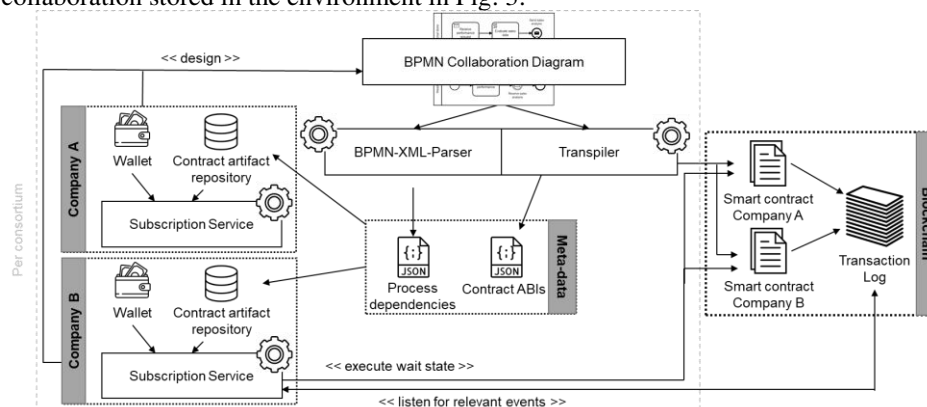 collaboration stored in the environment in Fig. 3.
<< design >>
BPMN Collaboration Diagram
Company A
Wallet
Contract artifact
repository
Subscription Service
BPMN-XML-Parser
Transpiler
Per consortium
Company B
Wallet
Contract artifact
repository
Subscription Service
{;}
JSON
Process
dependencies
{;}
JSON
Contract ABIs
Meta-data
Smart contract
Company A
Smart contract
Company B
Transaction
Log
Blockchain
<< execute wait state >>
<< listen for relevant events >>